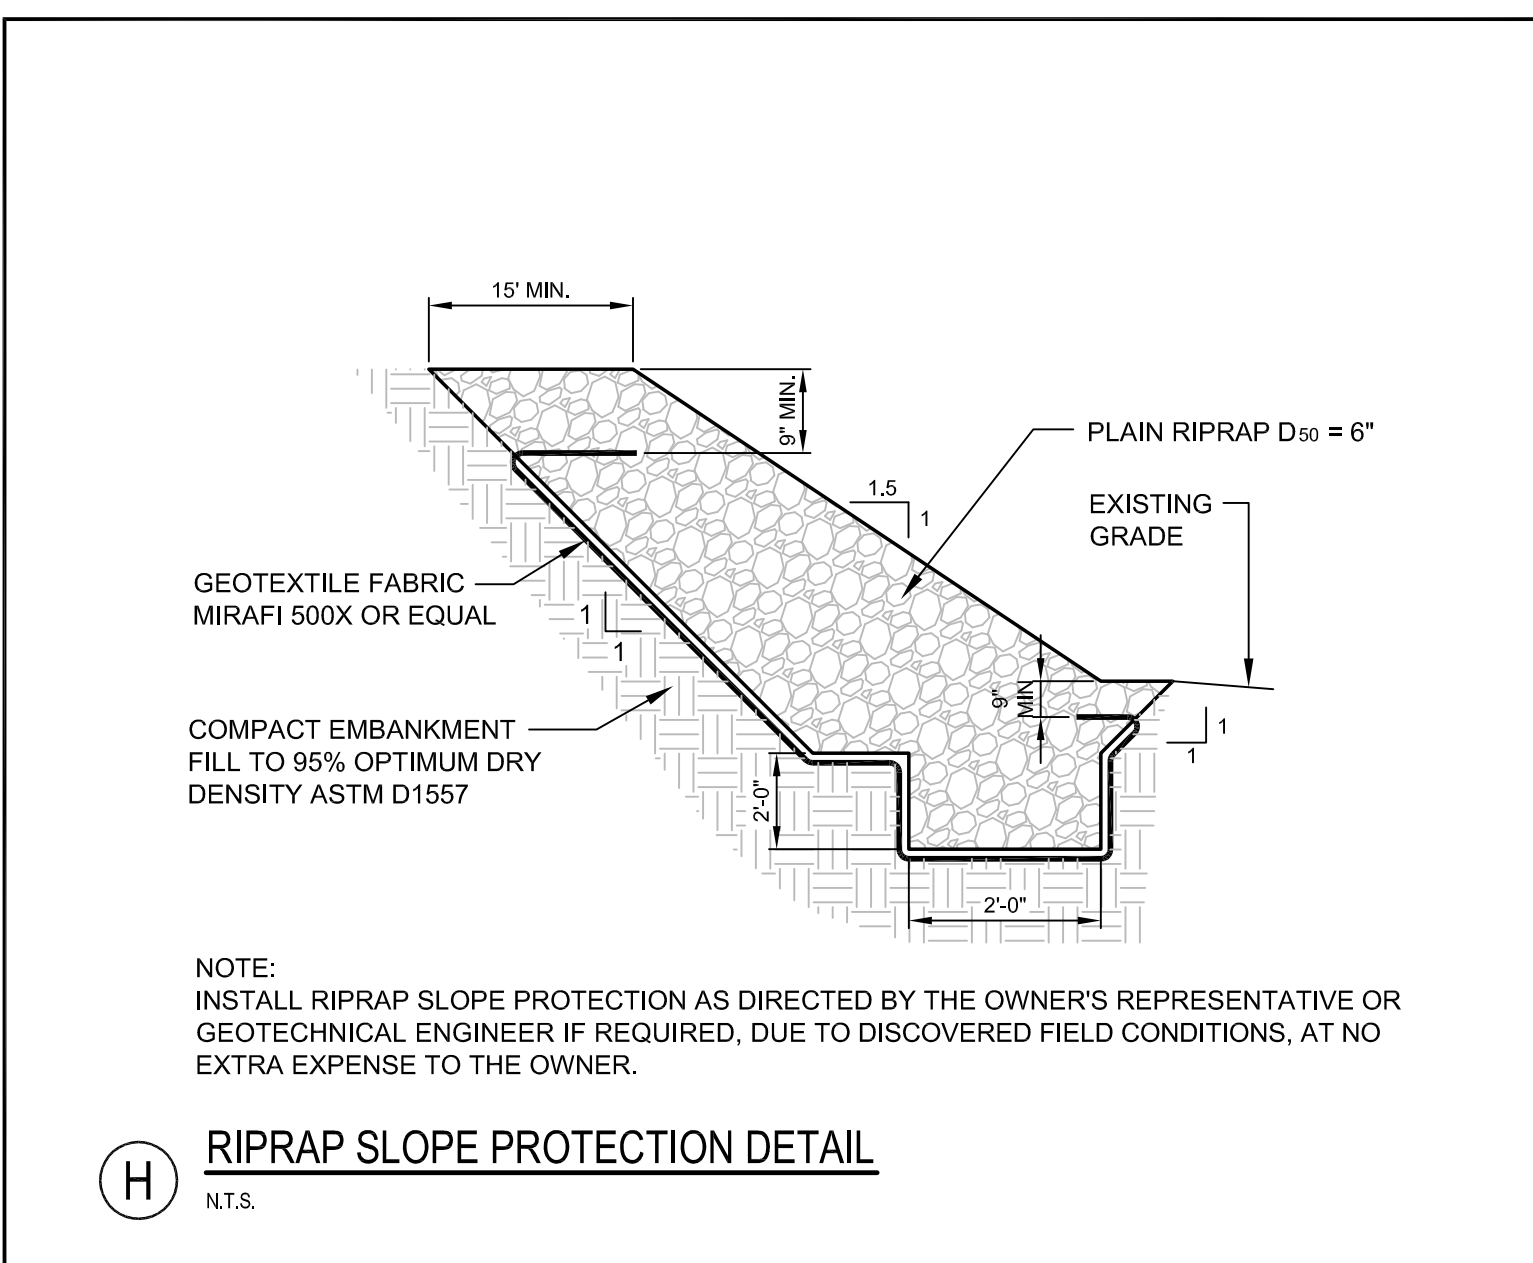 15' MIN.
9" MIN.
PLAIN RIPRAP D50 = 6"
1.5
1
EXISTING
GRADE
GEOTEXTILE FABRIC
MIRAFI 500X OR EQUAL
1
1
9"
MIN
1
1
COMPACT EMBANKMENT
FILL TO 95% OPTIMUM DRY
DENSITY ASTM D1557
2'-0"
2'-0"
NOTE:
INSTALL RIPRAP SLOPE PROTECTION AS DIRECTED BY THE OWNER'S REPRESENTATIVE OR
GEOTECHNICAL ENGINEER IF REQUIRED, DUE TO DISCOVERED FIELD CONDITIONS, AT NO
EXTRA EXPENSE TO THE OWNER.
H
RIPRAP SLOPE PROTECTION DETAIL
N.T.S.